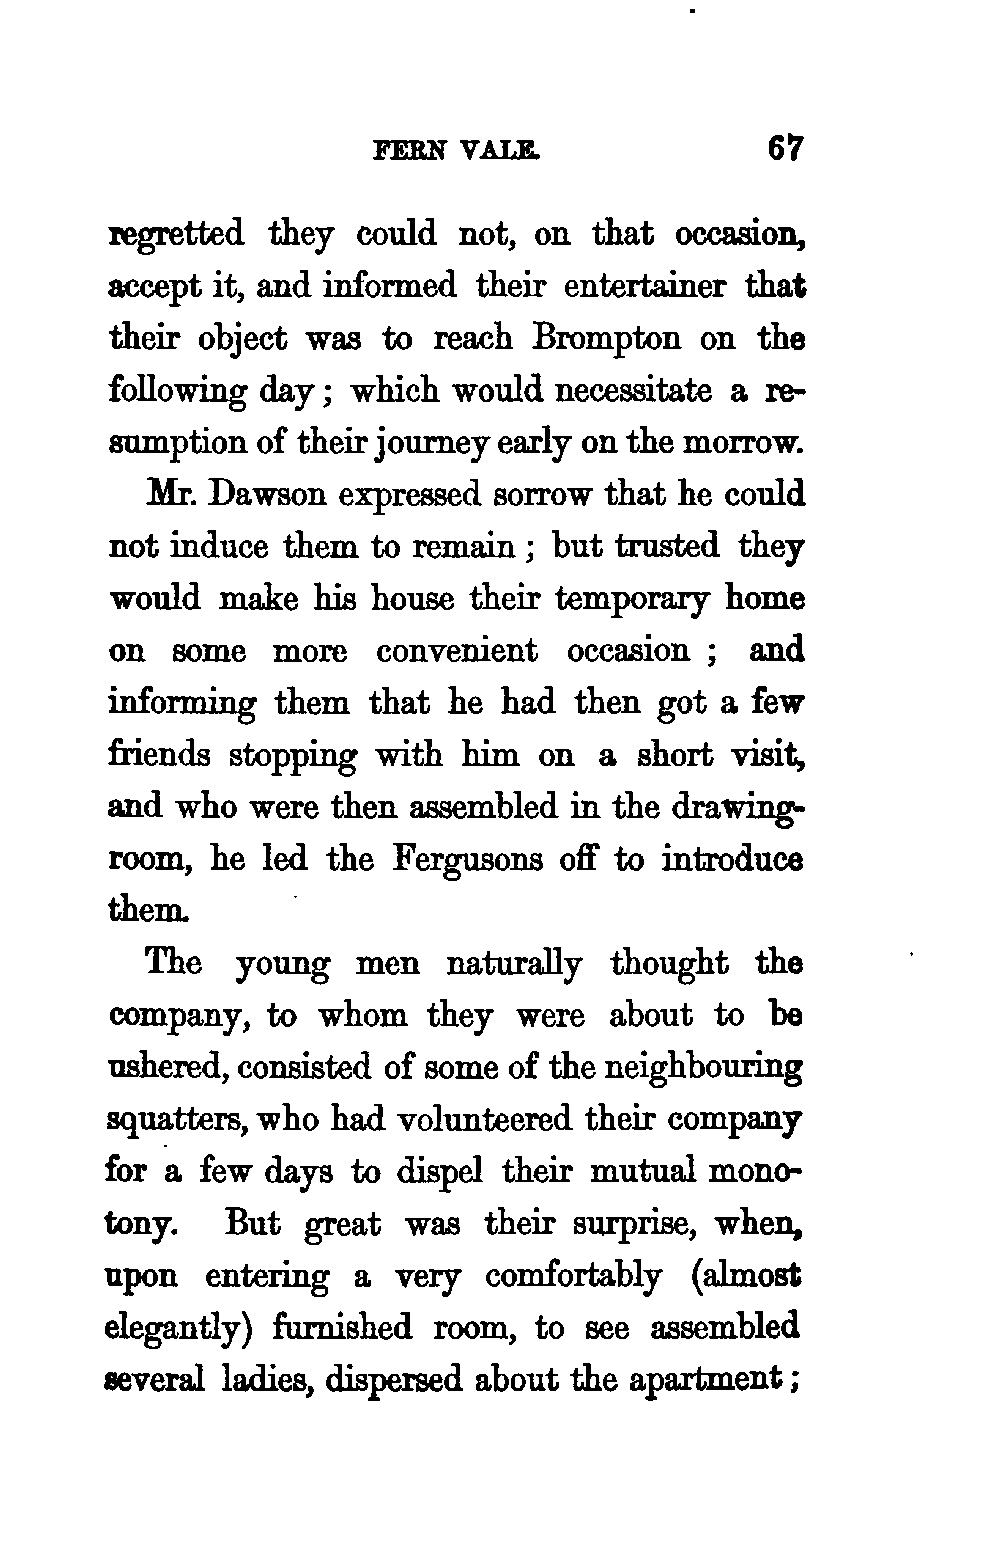 FERN VALE. 67
regretted they could not, on that occasion,
accept it, and informed their entertainer that
their object was to reach Brompton on the
following day; which would necessitate a re-
sumption of their journey early on the morrow.
Mr. Dawson expressed sorrow that he could
not induce them to remain; but trusted they
would make his house their temporary home
on some more convenient occasion; and
informing them that he had then got a few
friends stopping with him on a short visit,
and who were then assembled in the drawing-
room, he led the Fergusons off to introduce
them.
The young men naturally thought the
company, to whom they were about to be
ushered, consisted of some of the neighbouring
squatters, who had volunteered their company
for a few days to dispel their mutual mono-
tony. But great was their surprise, when,
upon entering a very comfortably (almost
elegantly) furnished room, to see assembled
several ladies, dispersed about the apartment;